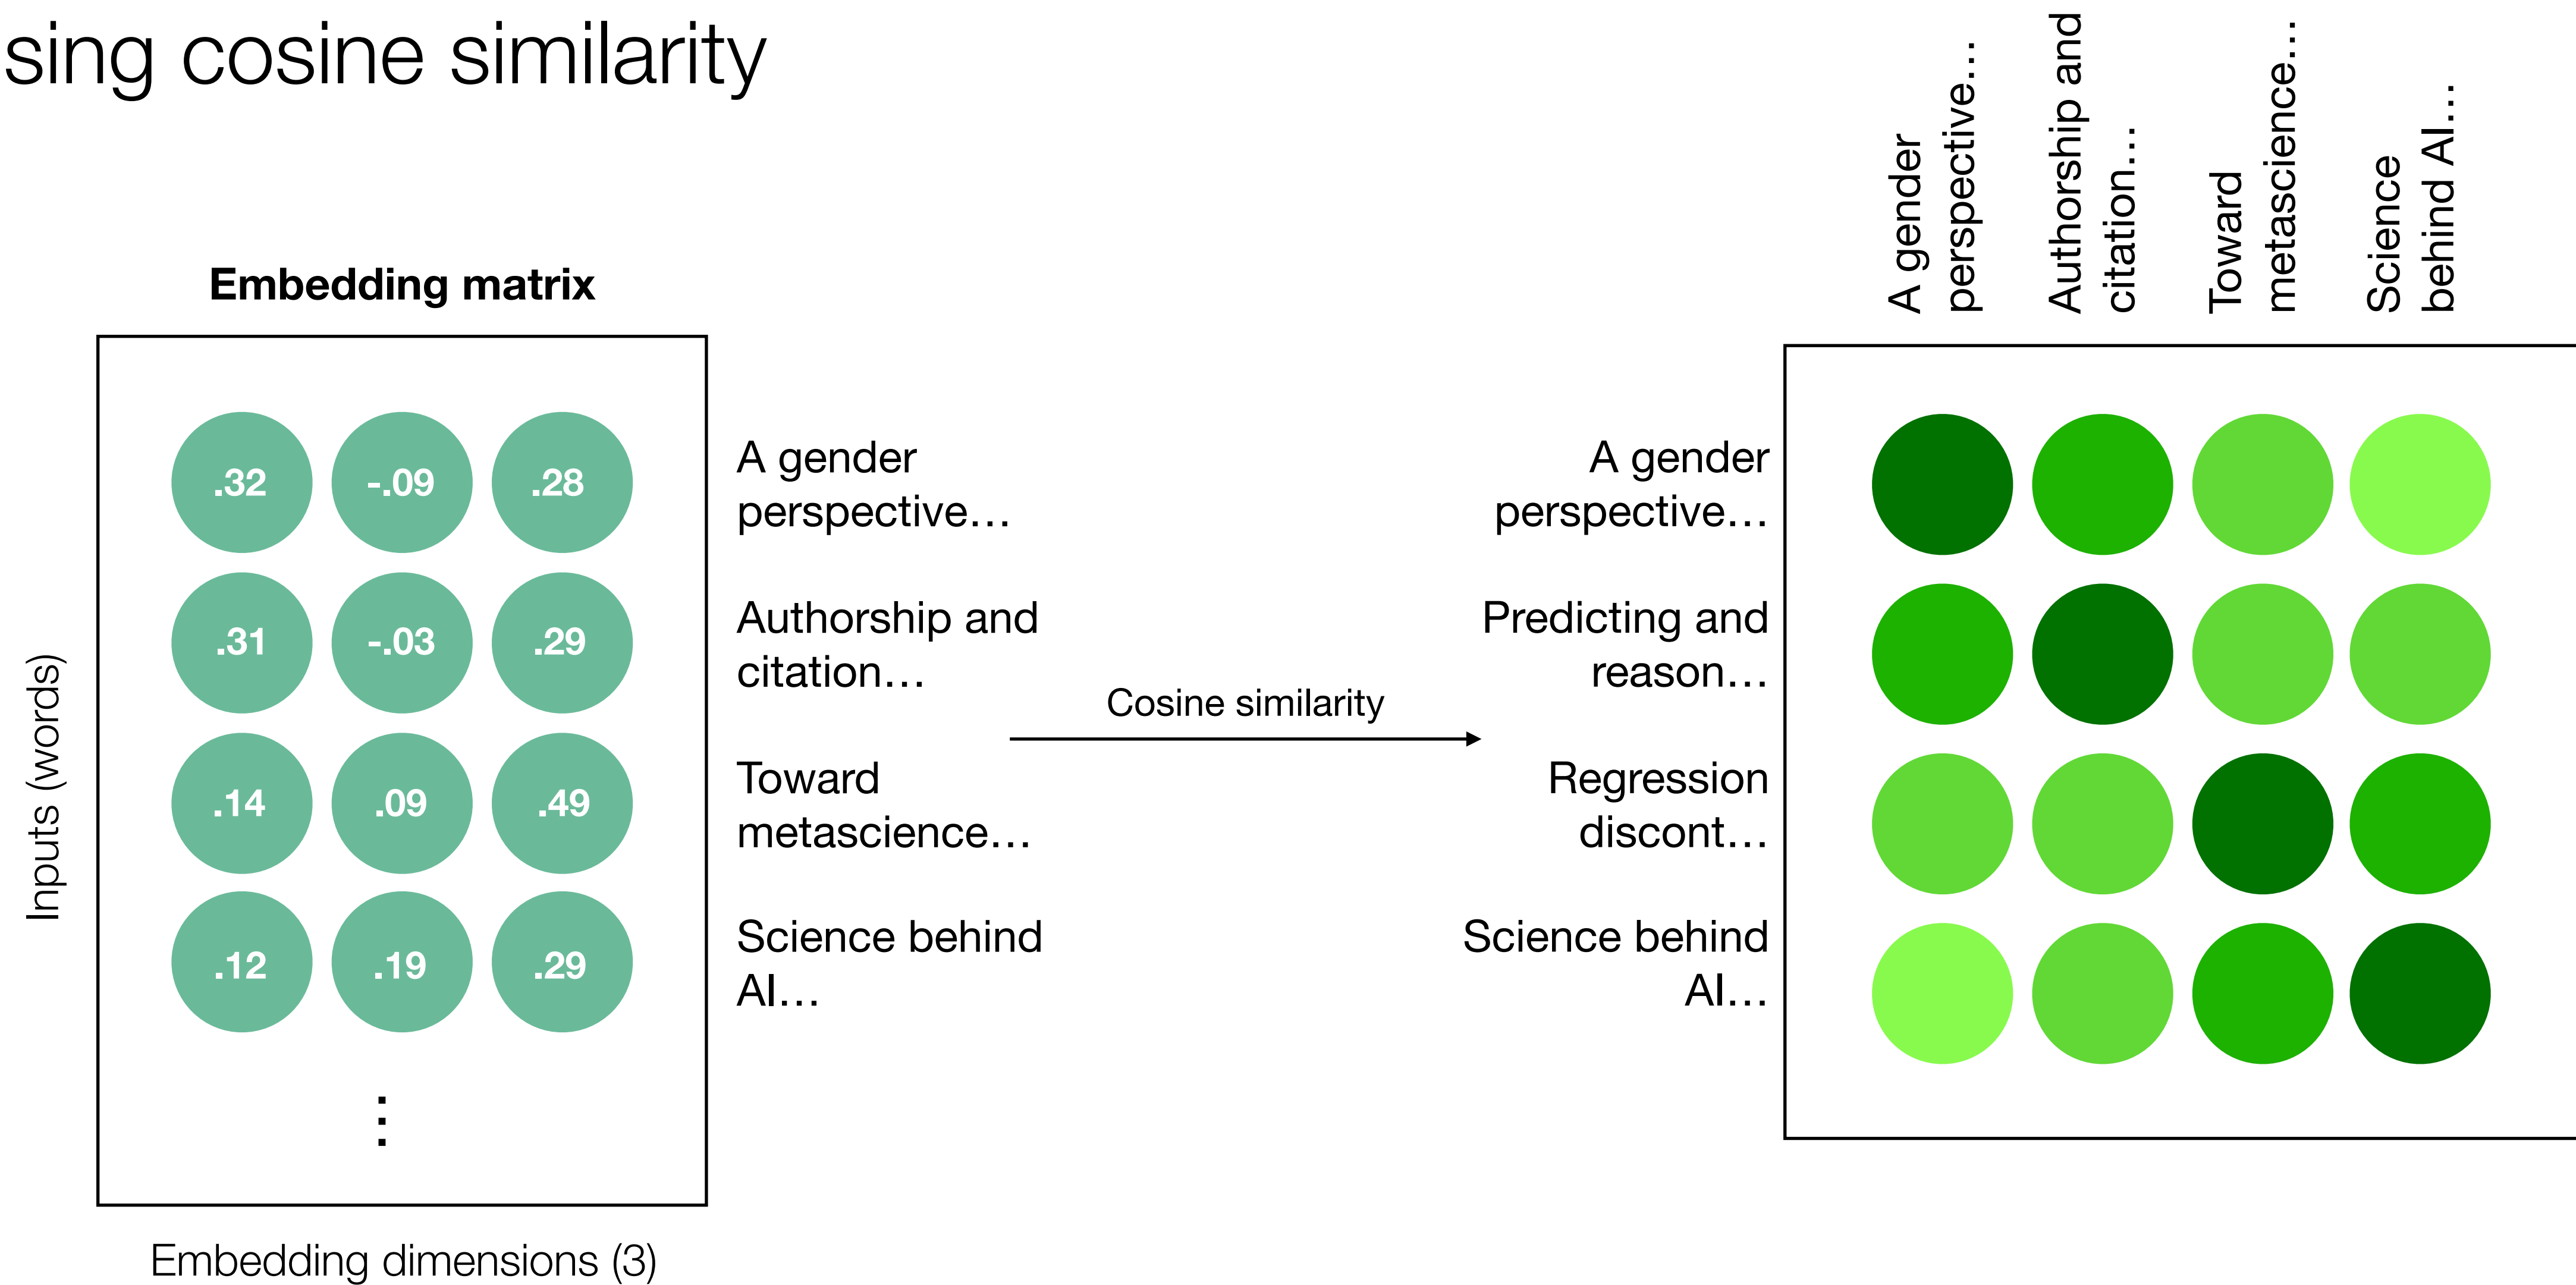 sing cosine similarity
A gender
perspective…
Authorship and
citation…
Toward
metascience…
Science
behind AI…
Embedding matrix
.32 -.09 .28
.31 -.03 .29
.14 .09 .49
.12 .19 .29
⋮
Inputs (words)
Embedding dimensions (3)
A gender
perspective…
Authorship and
citation…
Toward
metascience…
Science behind
AI…
Cosine similarity
A gender
perspective…
Predicting and
reason…
Regression
discont…
Science behind
AI…